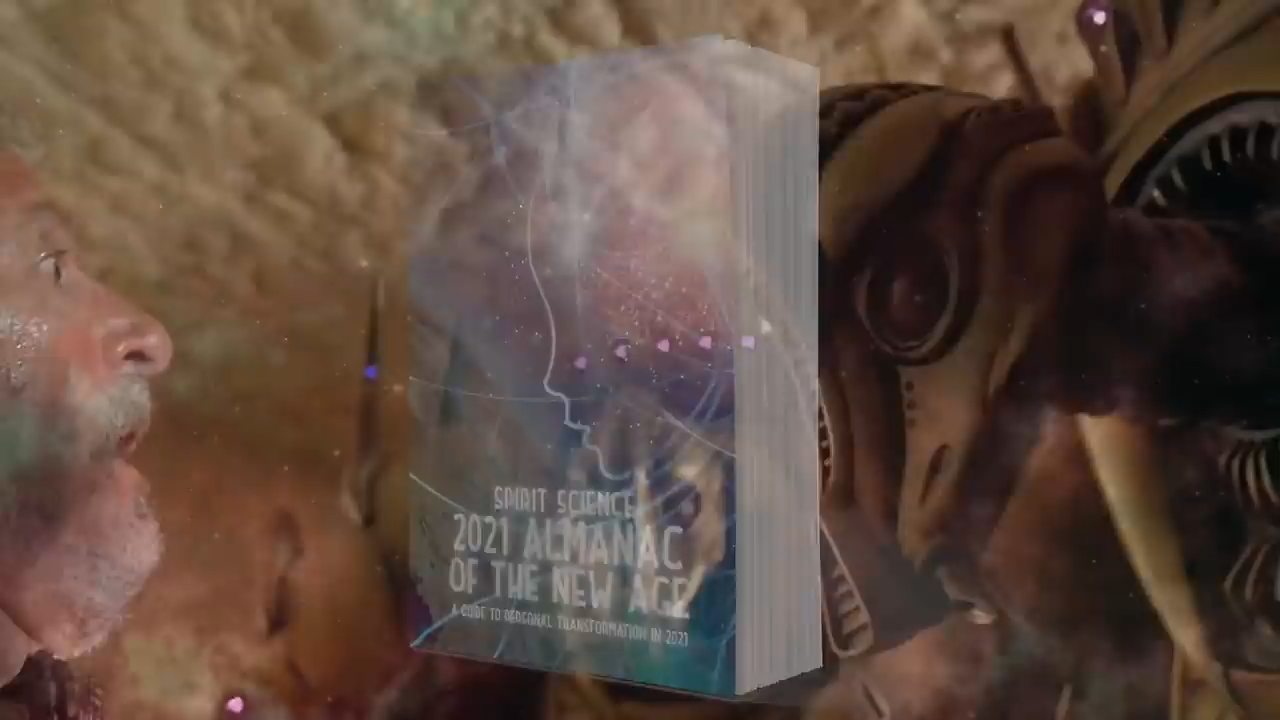 SPIRIT SCIENCE
2021 ALMANAC
OF THE NEW AGE
A GUIDE TO PERSONAL TRANSFORMATION IN 2021